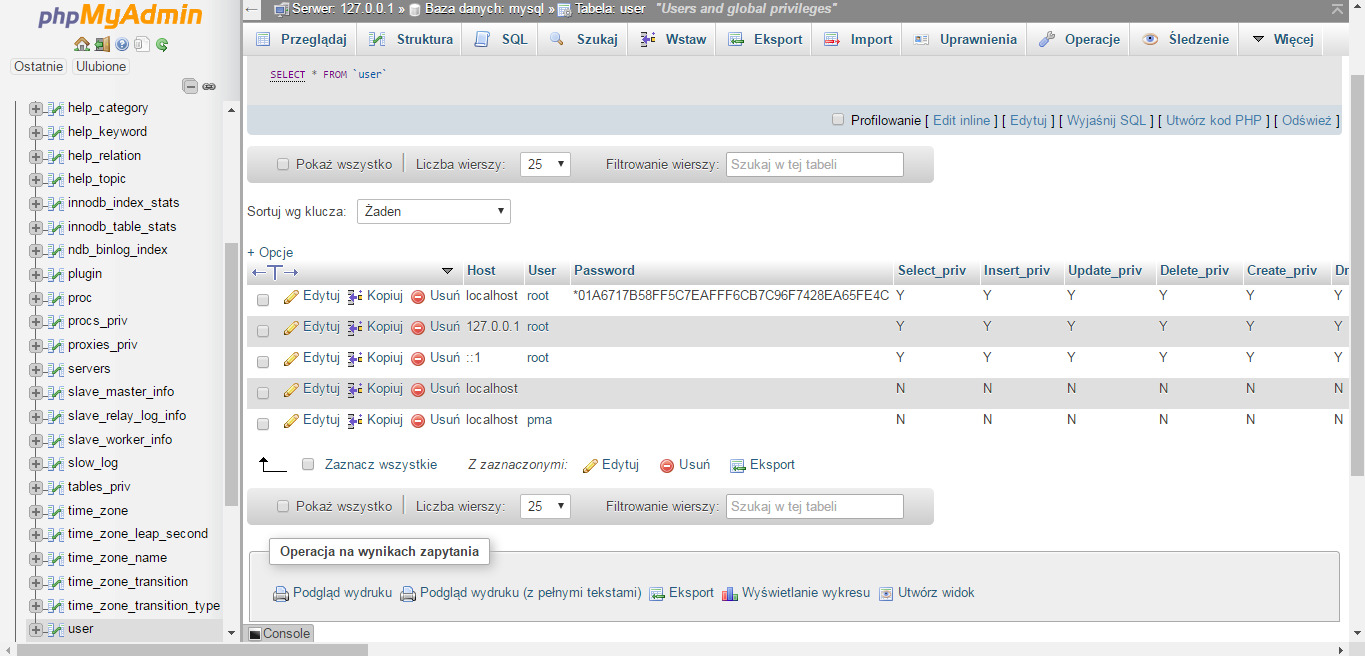 phpMyAdmin
Ostatnie Ulubione
help_category
help_keyword
help_relation
help_topic
innodb_index_stats
innodb_table_stats
ndb_binlog_index
plugin
proc
procs_priv
proxies_priv
servers
slave_master_info
slave_relay_log_info
slave_worker_info
slow_log
tables_priv
time_zone
time_zone_leap_second
time_zone_name
time_zone_transition
time_zone_transition_type
user
Serwer: 127.0.0.1 » Baza danych: mysql » Tabela: user "Users and global privileges"
Przeglądaj Struktura SQL Szukaj Wstaw Eksport Import Uprawnienia Operacje Śledzenie Więcej
SELECT * FROM `user`
Profilowanie [ Edit inline ] [ Edytuj ] [ Wyjaśnij SQL ] [ Utwórz kod PHP ] [ Odśwież ]
Pokaż wszystko Liczba wierszy: 25 Filtrowanie wierszy: Szukaj w tej tabeli
Sortuj wg klucza: Żaden
+ Opcje
Host User Password Select_priv Insert_priv Update_priv Delete_priv Create_priv Dr
Edytuj Kopiuj Usuń localhost root *01A6717B58FF5C7EAFFF6CB7C96F7428EA65FE4C Y Y Y Y Y Y
Edytuj Kopiuj Usuń 127.0.0.1 root Y Y Y Y Y Y
Edytuj Kopiuj Usuń ::1 root Y Y Y Y Y Y
Edytuj Kopiuj Usuń localhost N N N N N N
Edytuj Kopiuj Usuń localhost pma N N N N N N
Zaznacz wszystkie Z zaznaczonymi: Edytuj Usuń Eksport
Pokaż wszystko Liczba wierszy: 25 Filtrowanie wierszy: Szukaj w tej tabeli
Operacja na wynikach zapytania
Podgląd wydruku Podgląd wydruku (z pełnymi tekstami) Eksport Wyświetlanie wykresu Utwórz widok
Console